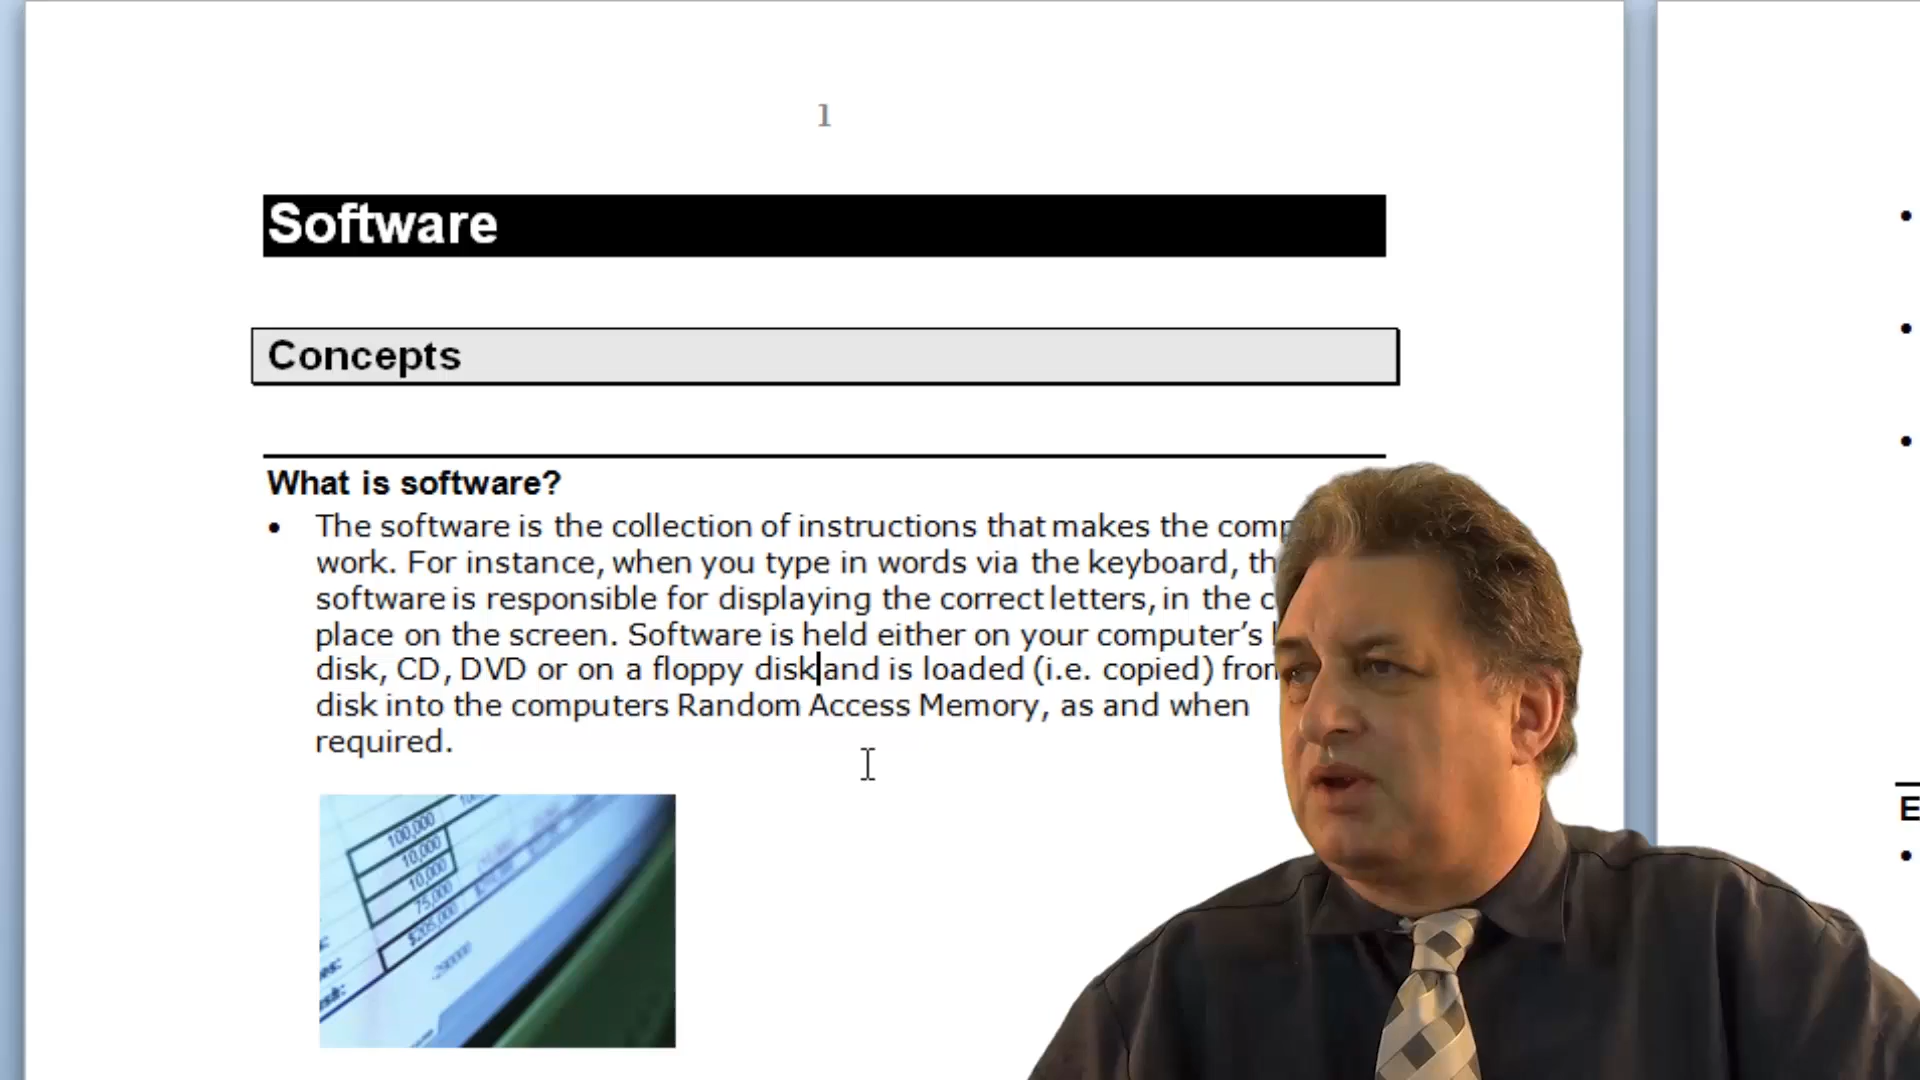 1
Software
Concepts
What is software?
• The software is the collection of instructions that makes the comp
work. For instance, when you type in words via the keyboard, th
software is responsible for displaying the correct letters, in the c
place on the screen. Software is held either on your computer’s
disk, CD, DVD or on a floppy disk and is loaded (i.e. copied) from
disk into the computers Random Access Memory, as and when
required.
100,000
10,000
10,000
75,000
$205,000
E